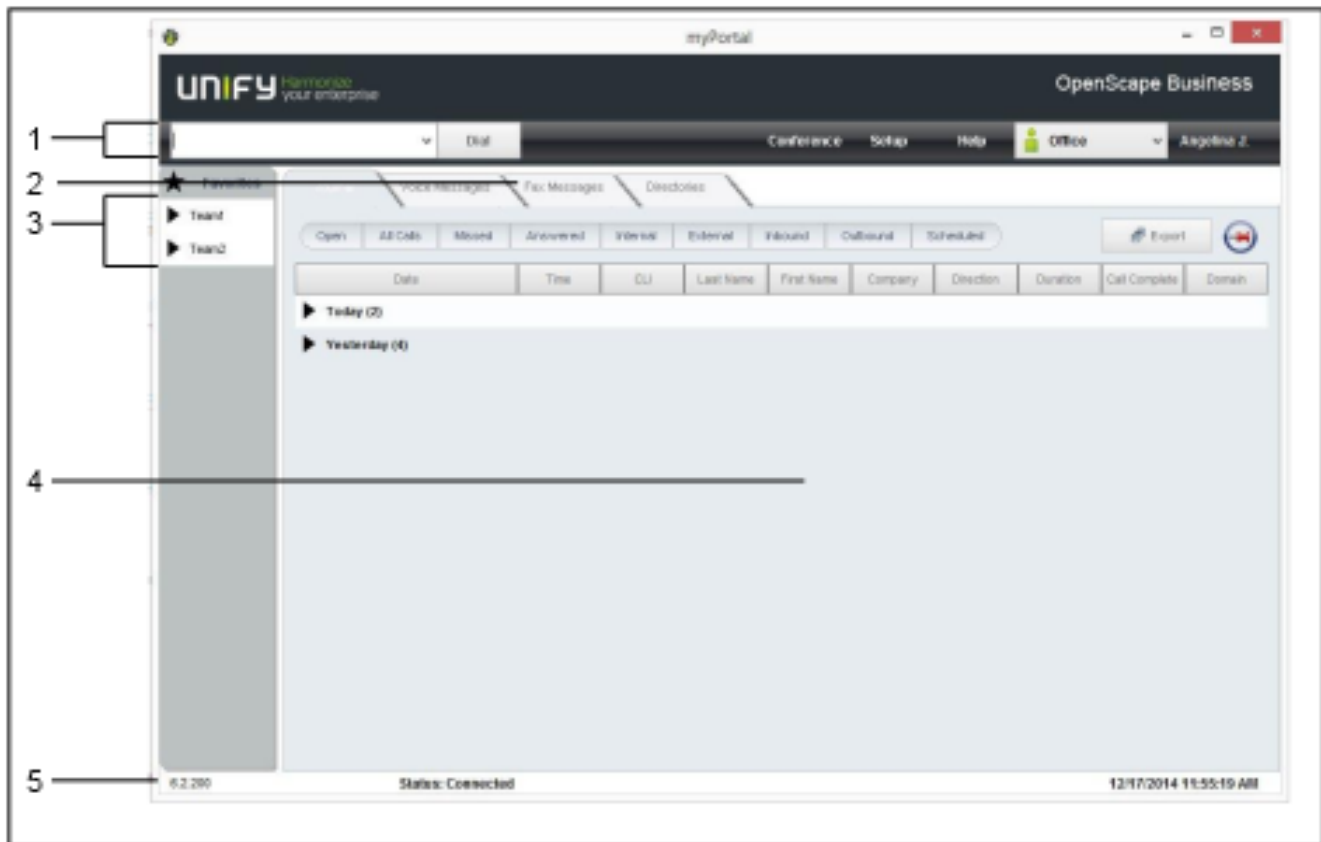 myPortal
UNIFY Harmonize
your enterprise
OpenScape Business
1
Dial
Conference Setup Help Office Angelina J.
2
Favorites
Voice Messages Fax Messages Directories
3
Team1
Team2
Open All Calls Missed Answered Internal External Inbound Outbound Scheduled
Export
Date Time CLI Last Name First Name Company Direction Duration Call Complete Domain
Today (2)
Yesterday (4)
4
5
6.2.200
Status: Connected
12/17/2014 11:55:19 AM